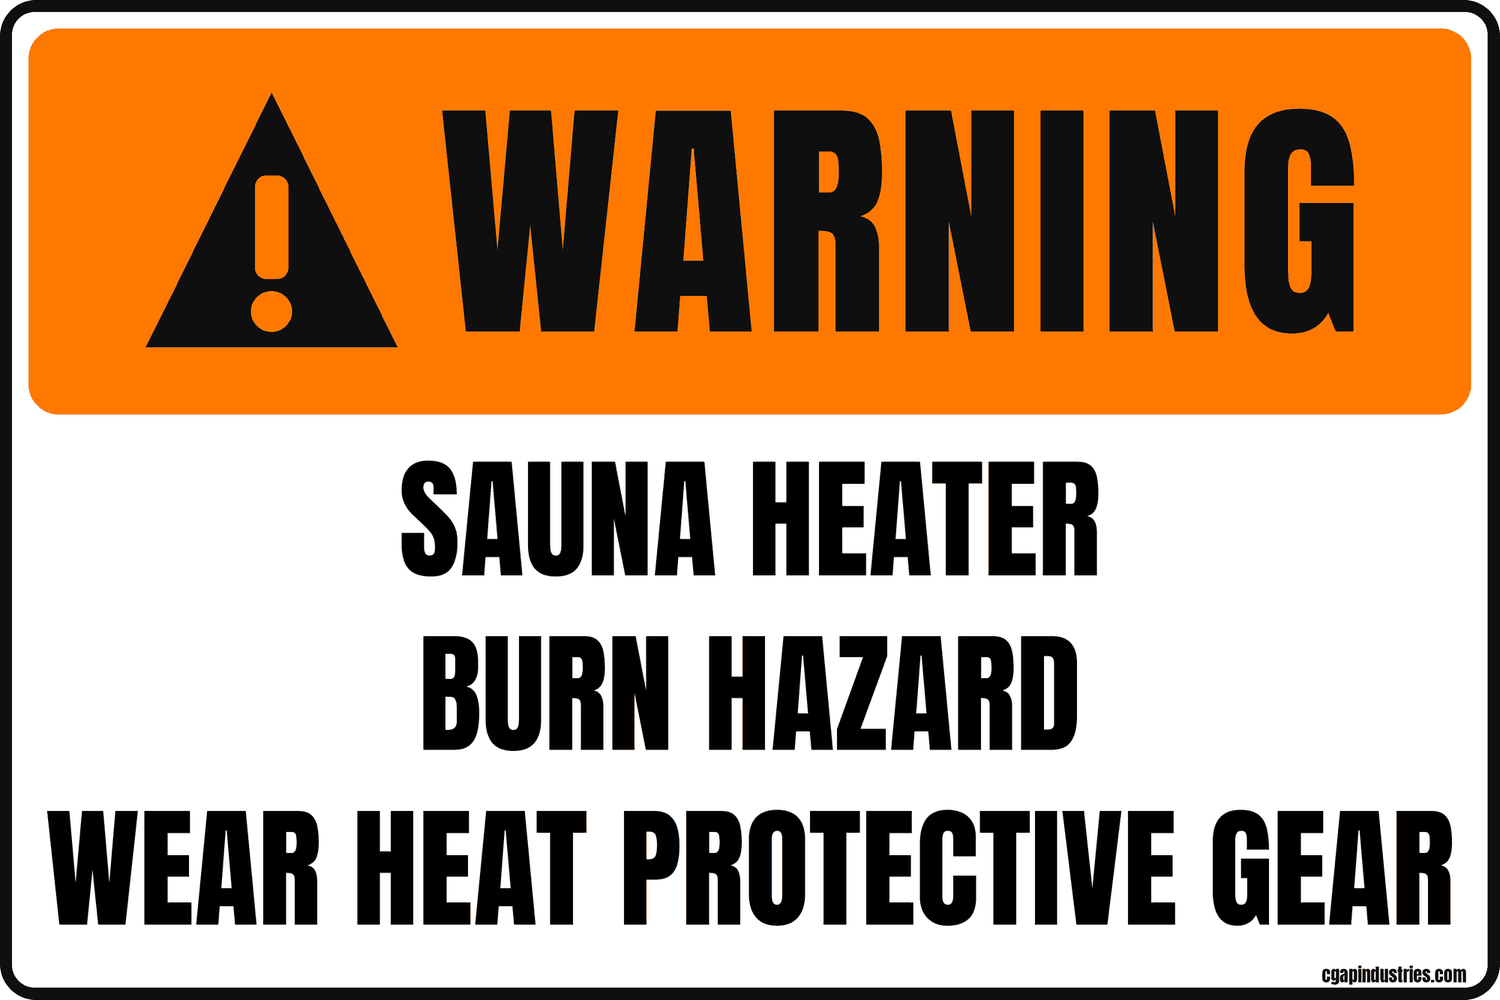 WARNING
SAUNA HEATER
BURN HAZARD
WEAR HEAT PROTECTIVE GEAR
cgapindustries.com